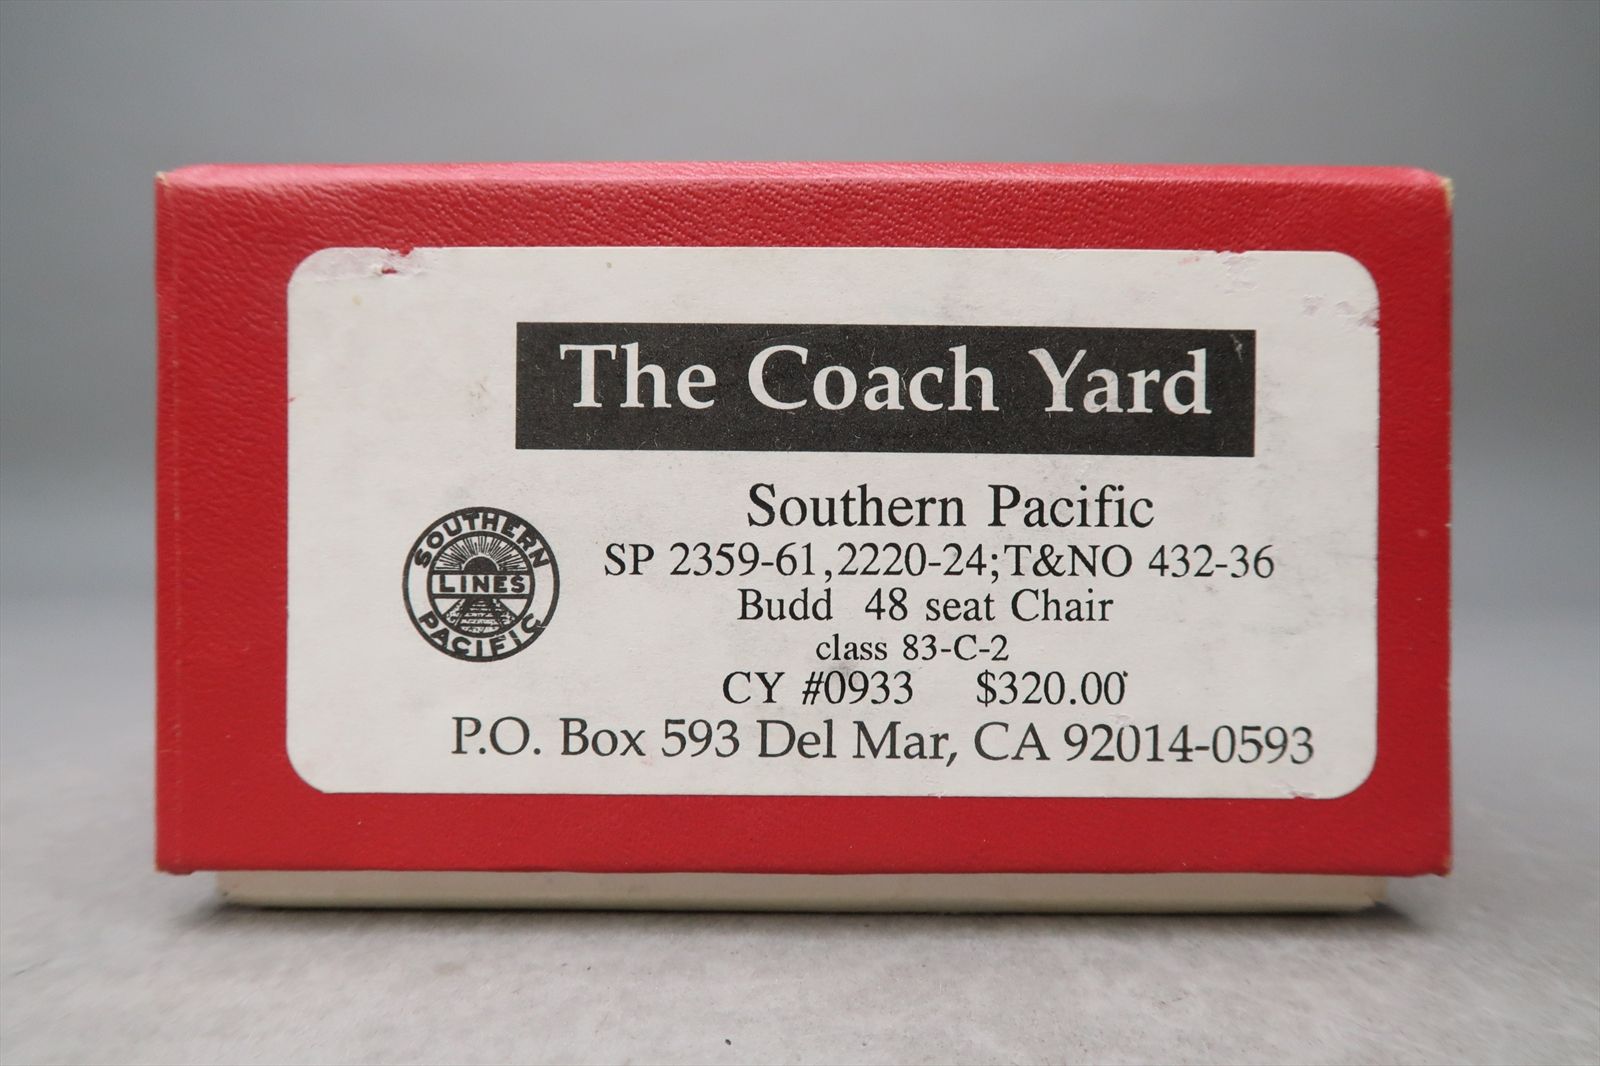 The Coach Yard
Southern Pacific
SP 2359-61,2220-24;T&NO 432-36
Budd 48 seat Chair
class 83-C-2
CY #0933 $320.00
P.O. Box 593 Del Mar, CA 92014-0593
SOUTHERN
LINES
PACIFIC